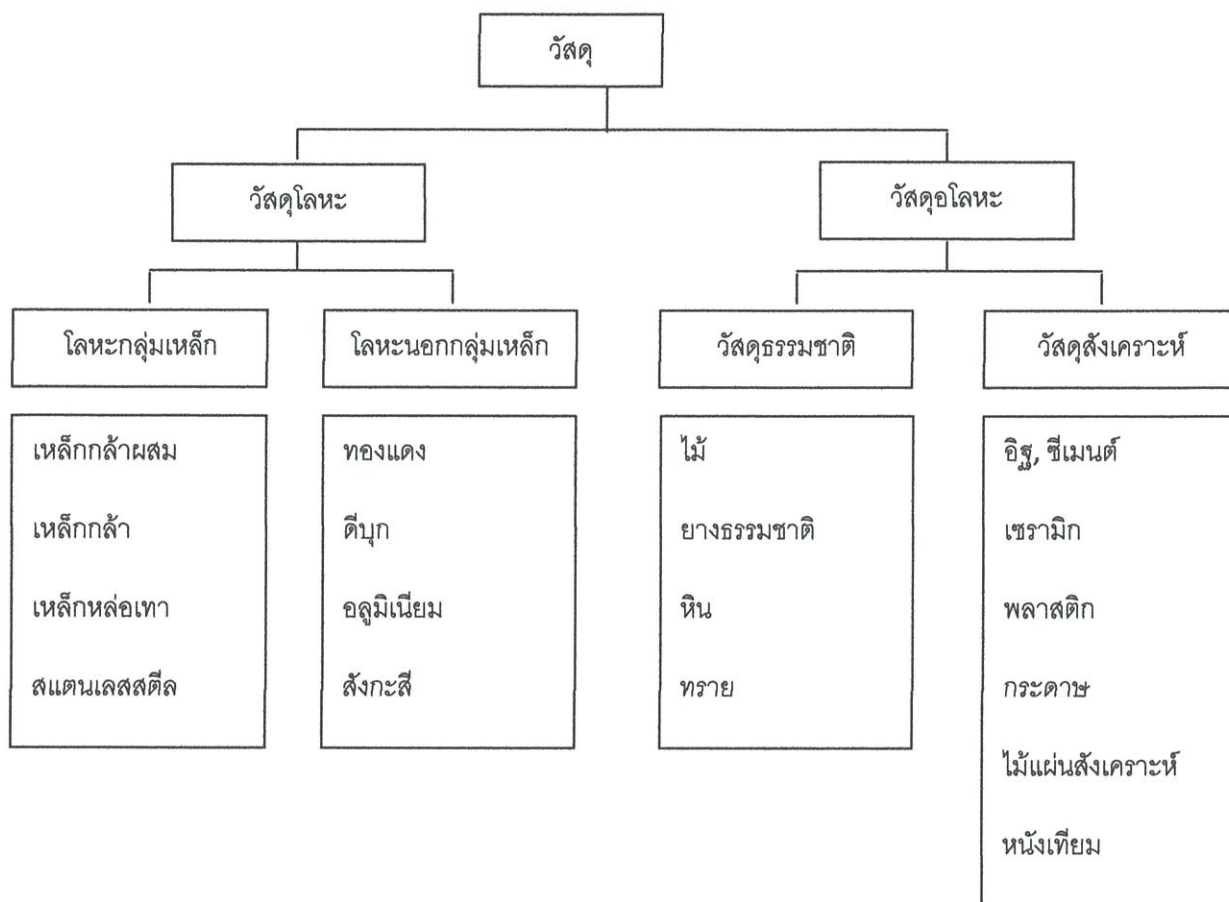 วัสดุ
วัสดุโลหะ
วัสดุอโลหะ
โลหะกลุ่มเหล็ก
โลหะนอกกลุ่มเหล็ก
วัสดุธรรมชาติ
วัสดุสังเคราะห์
เหล็กกล้าผสม
เหล็กกล้า
เหล็กหล่อเทา
สแตนเลสสตีล
ทองแดง
ดีบุก
อลูมิเนียม
สังกะสี
ไม้
ยางธรรมชาติ
หิน
ทราย
อิฐ, ซีเมนต์
เซรามิก
พลาสติก
กระดาษ
ไม้แผ่นสังเคราะห์
หนังเทียม